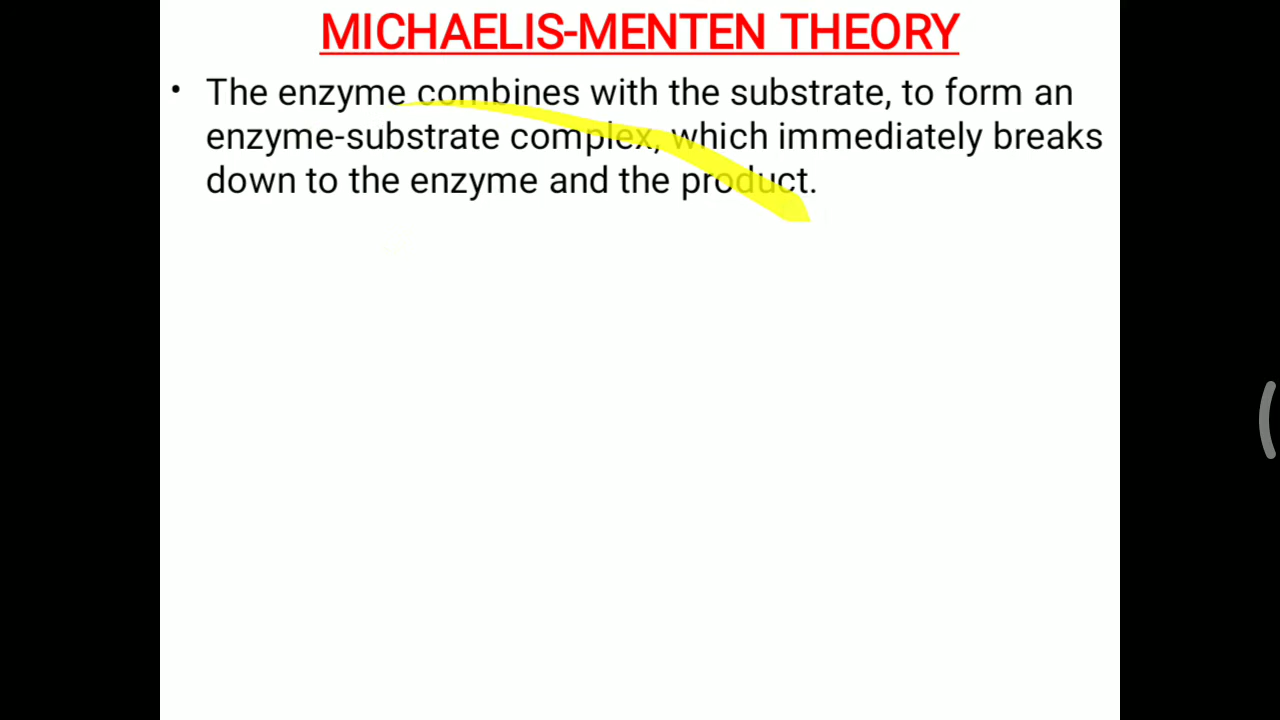 MICHAELIS-MENTEN THEORY
• The enzyme combines with the substrate, to form an
enzyme-substrate complex, which immediately breaks
down to the enzyme and the product.